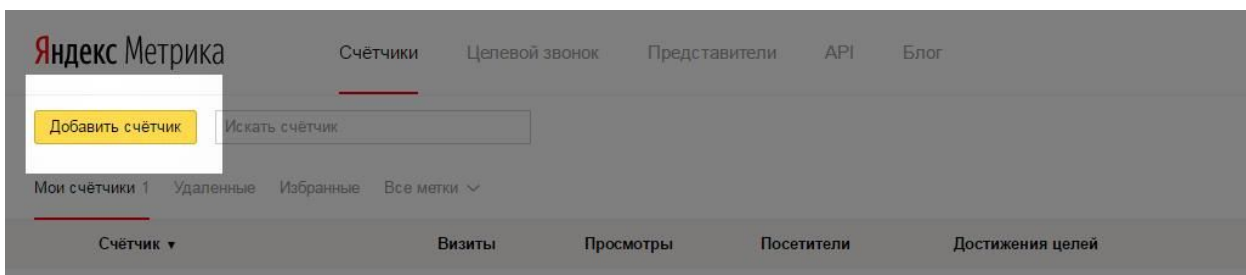 Яндекс Метрика Счётчики Целевой звонок Представители API Блог
Добавить счётчик Искать счётчик
Мои счётчики 1 Удаленные Избранные Все метки
Счётчик ▼ Визиты Просмотры Посетители Достижения целей